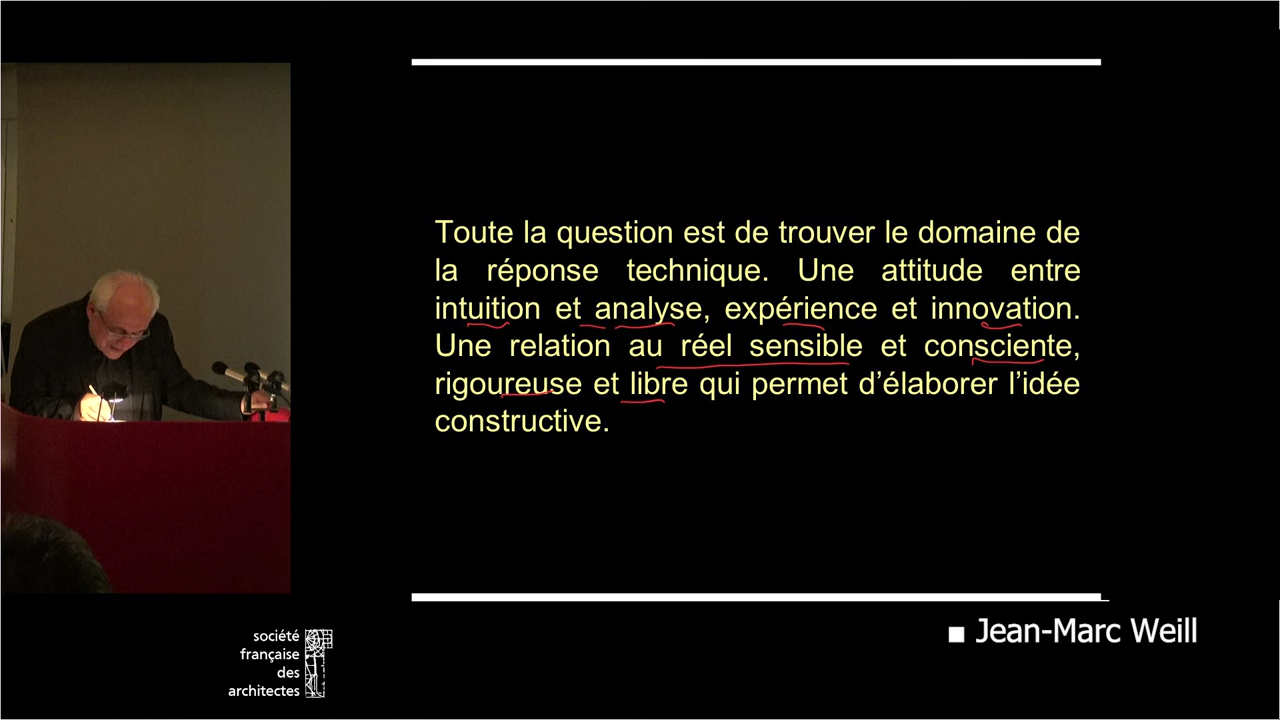 Toute la question est de trouver le domaine de
la réponse technique. Une attitude entre
intuition et analyse, expérience et innovation.
Une relation au réel sensible et consciente,
rigoureuse et libre qui permet d’élaborer l’idée
constructive.
Jean-Marc Weill
société
française
des
architectes